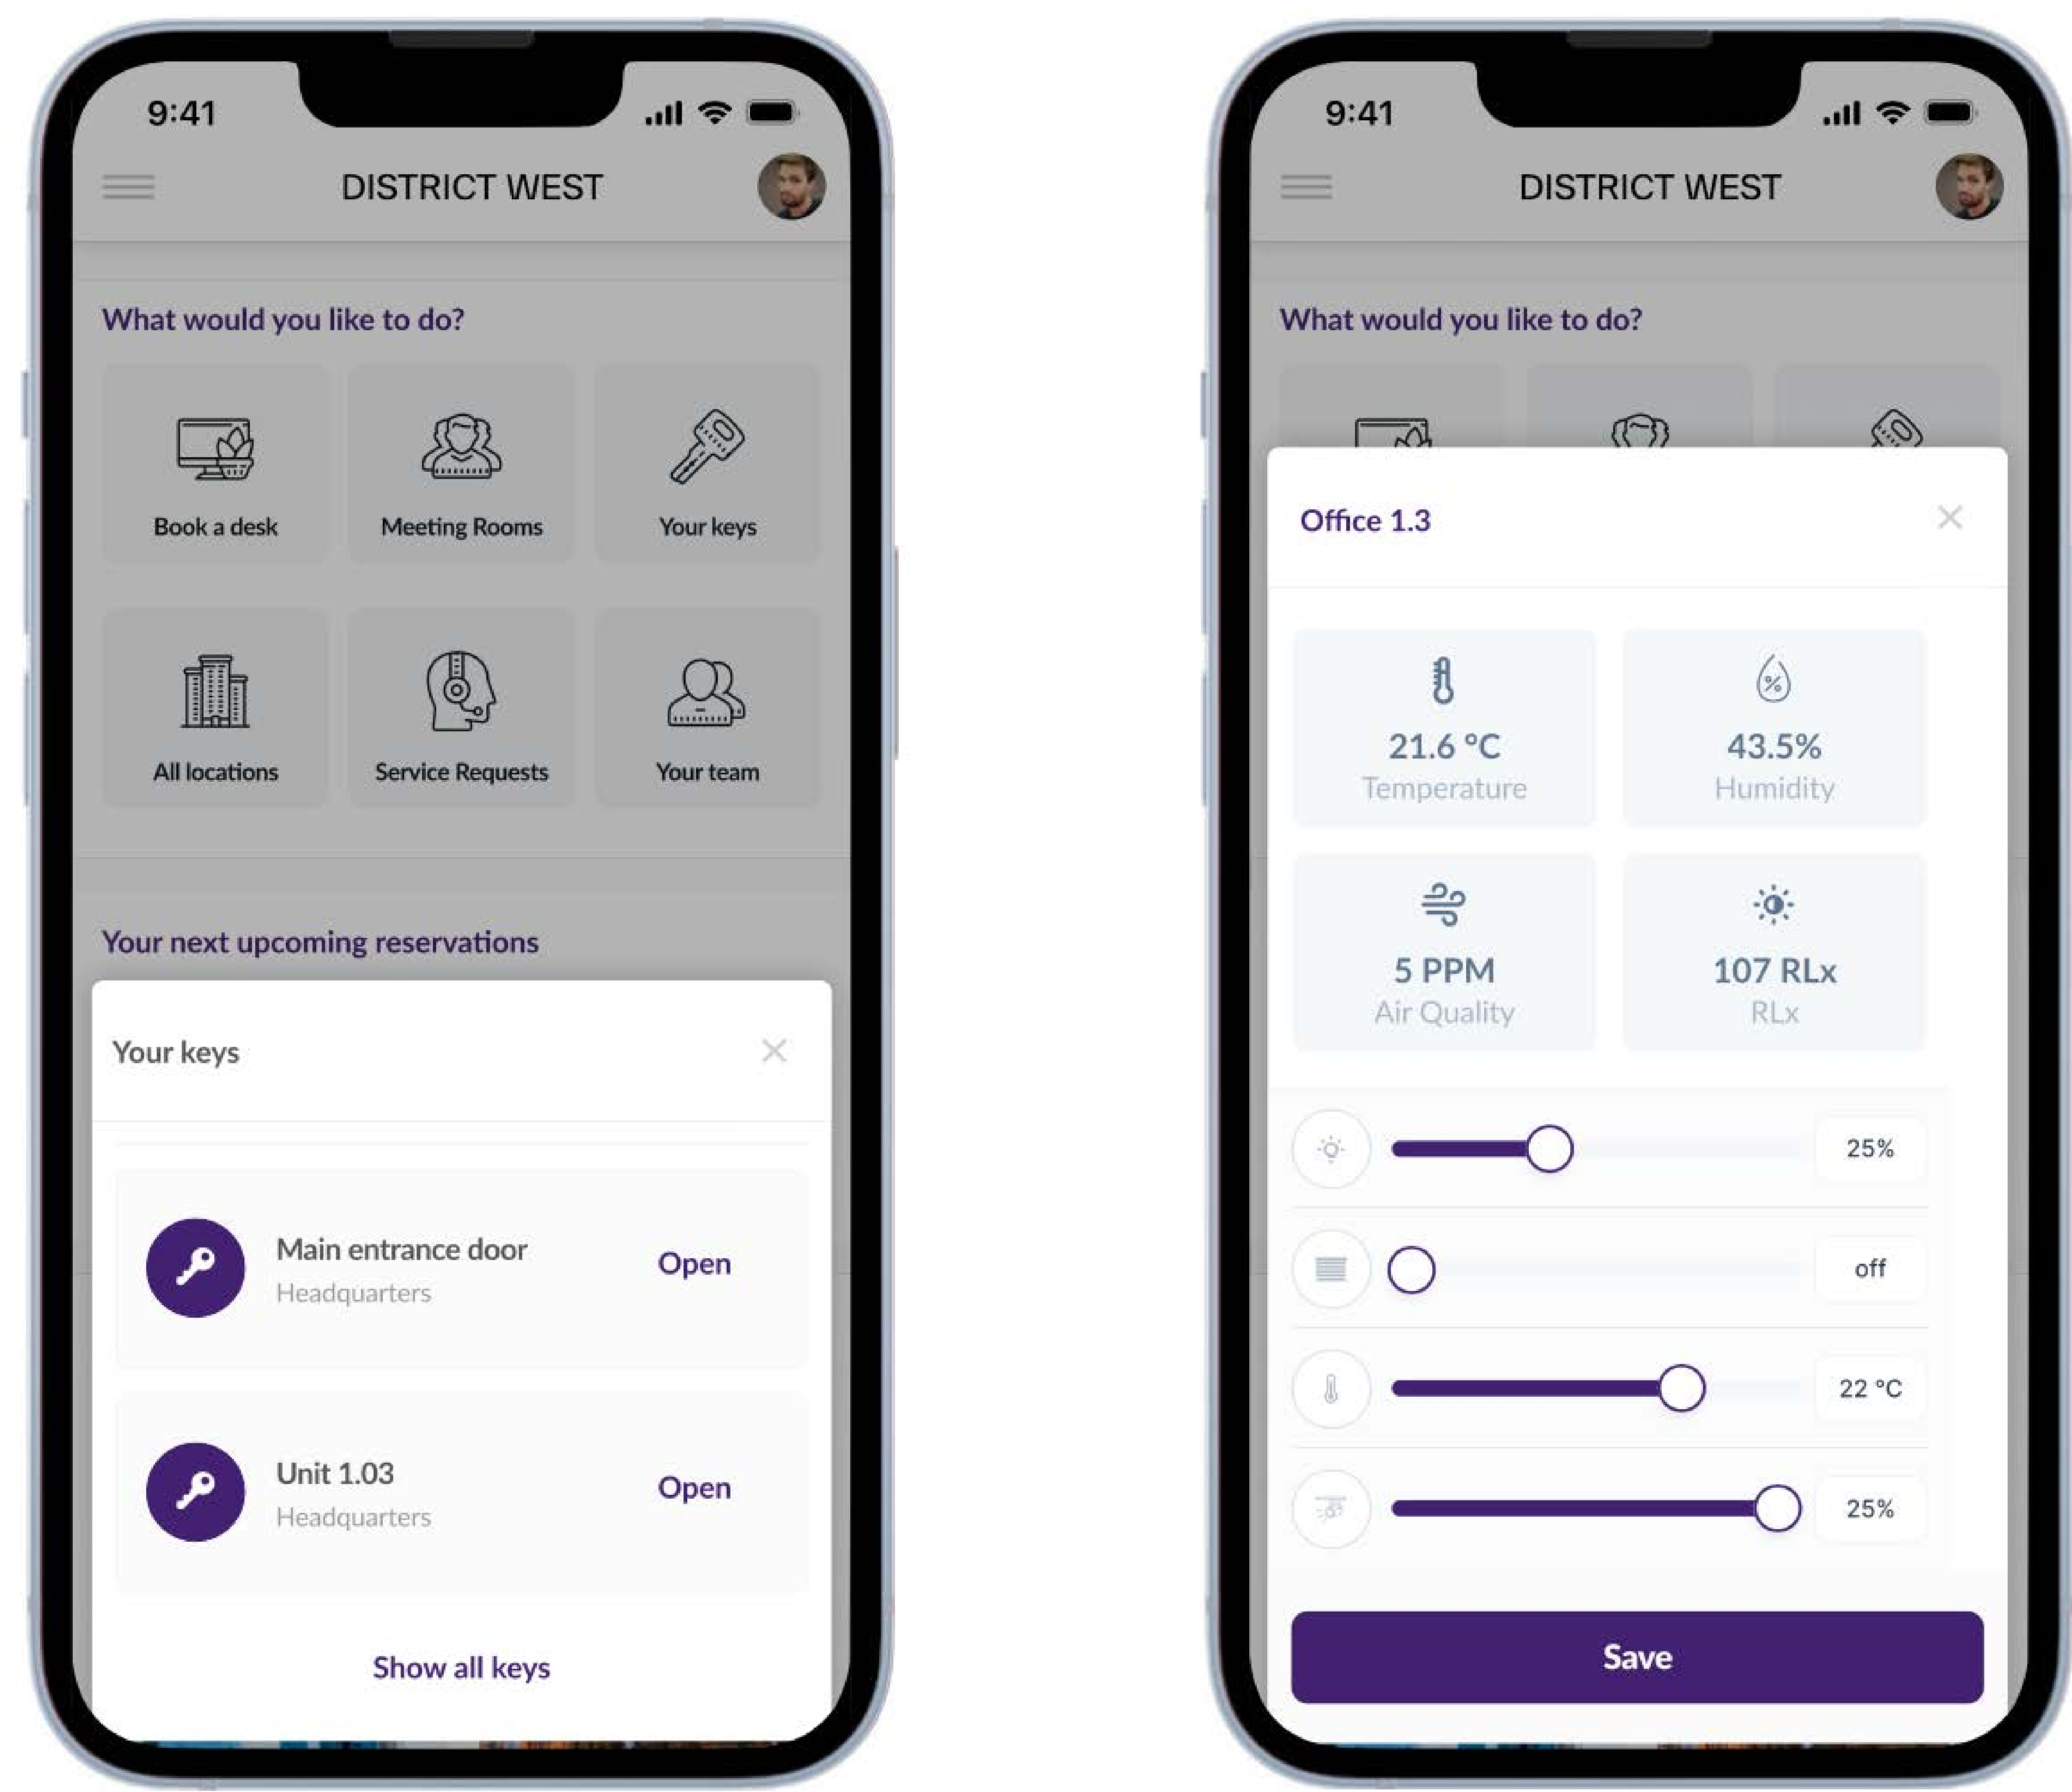 9:41
DISTRICT WEST
What would you like to do?
Book a desk
Meeting Rooms
Your keys
All locations
Service Requests
Your team
Your next upcoming reservations
Your keys
Main entrance door
Headquarters
Open
Unit 1.03
Headquarters
Open
Show all keys
9:41
DISTRICT WEST
What would you like to do?
Office 1.3
21.6 °C
Temperature
43.5%
Humidity
5 PPM
Air Quality
107 RLx
RLx
25%
off
22 °C
25%
Save